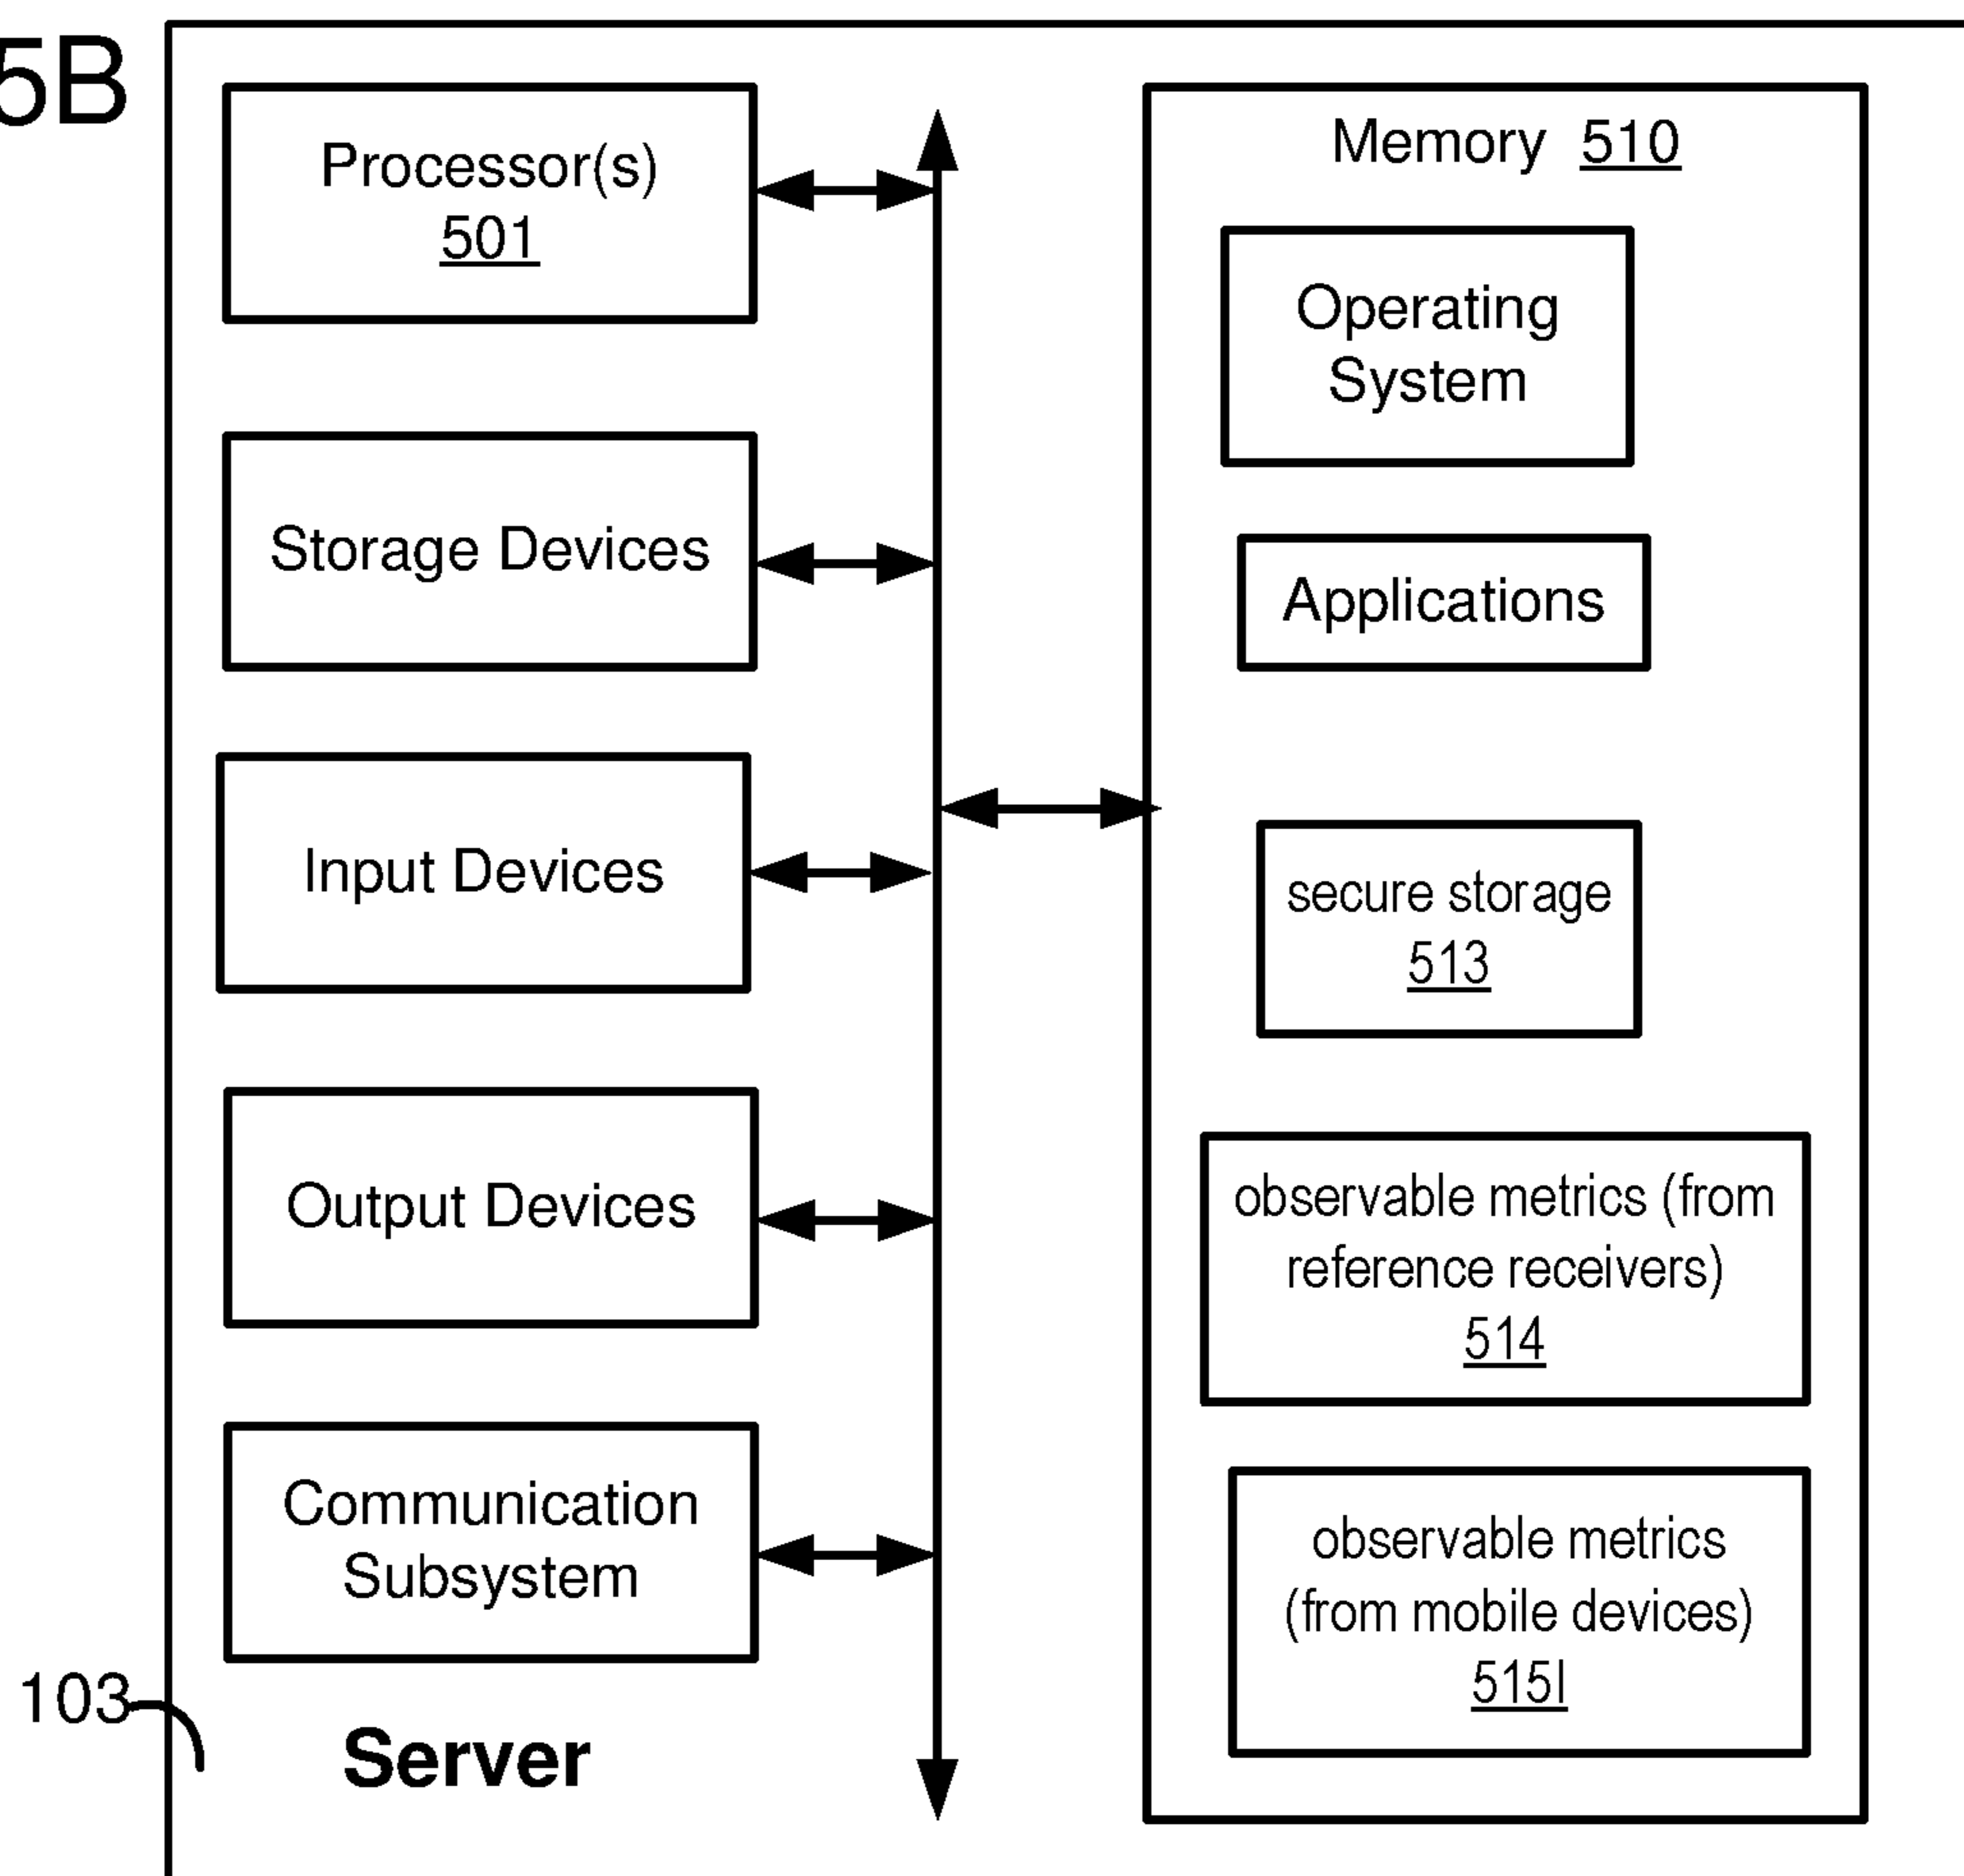 5B
Processor(s)
501
Storage Devices
Input Devices
Output Devices
Communication
Subsystem
103
Server
Memory 510
Operating
System
Applications
secure storage
513
observable metrics (from
reference receivers)
514
observable metrics
(from mobile devices)
515l